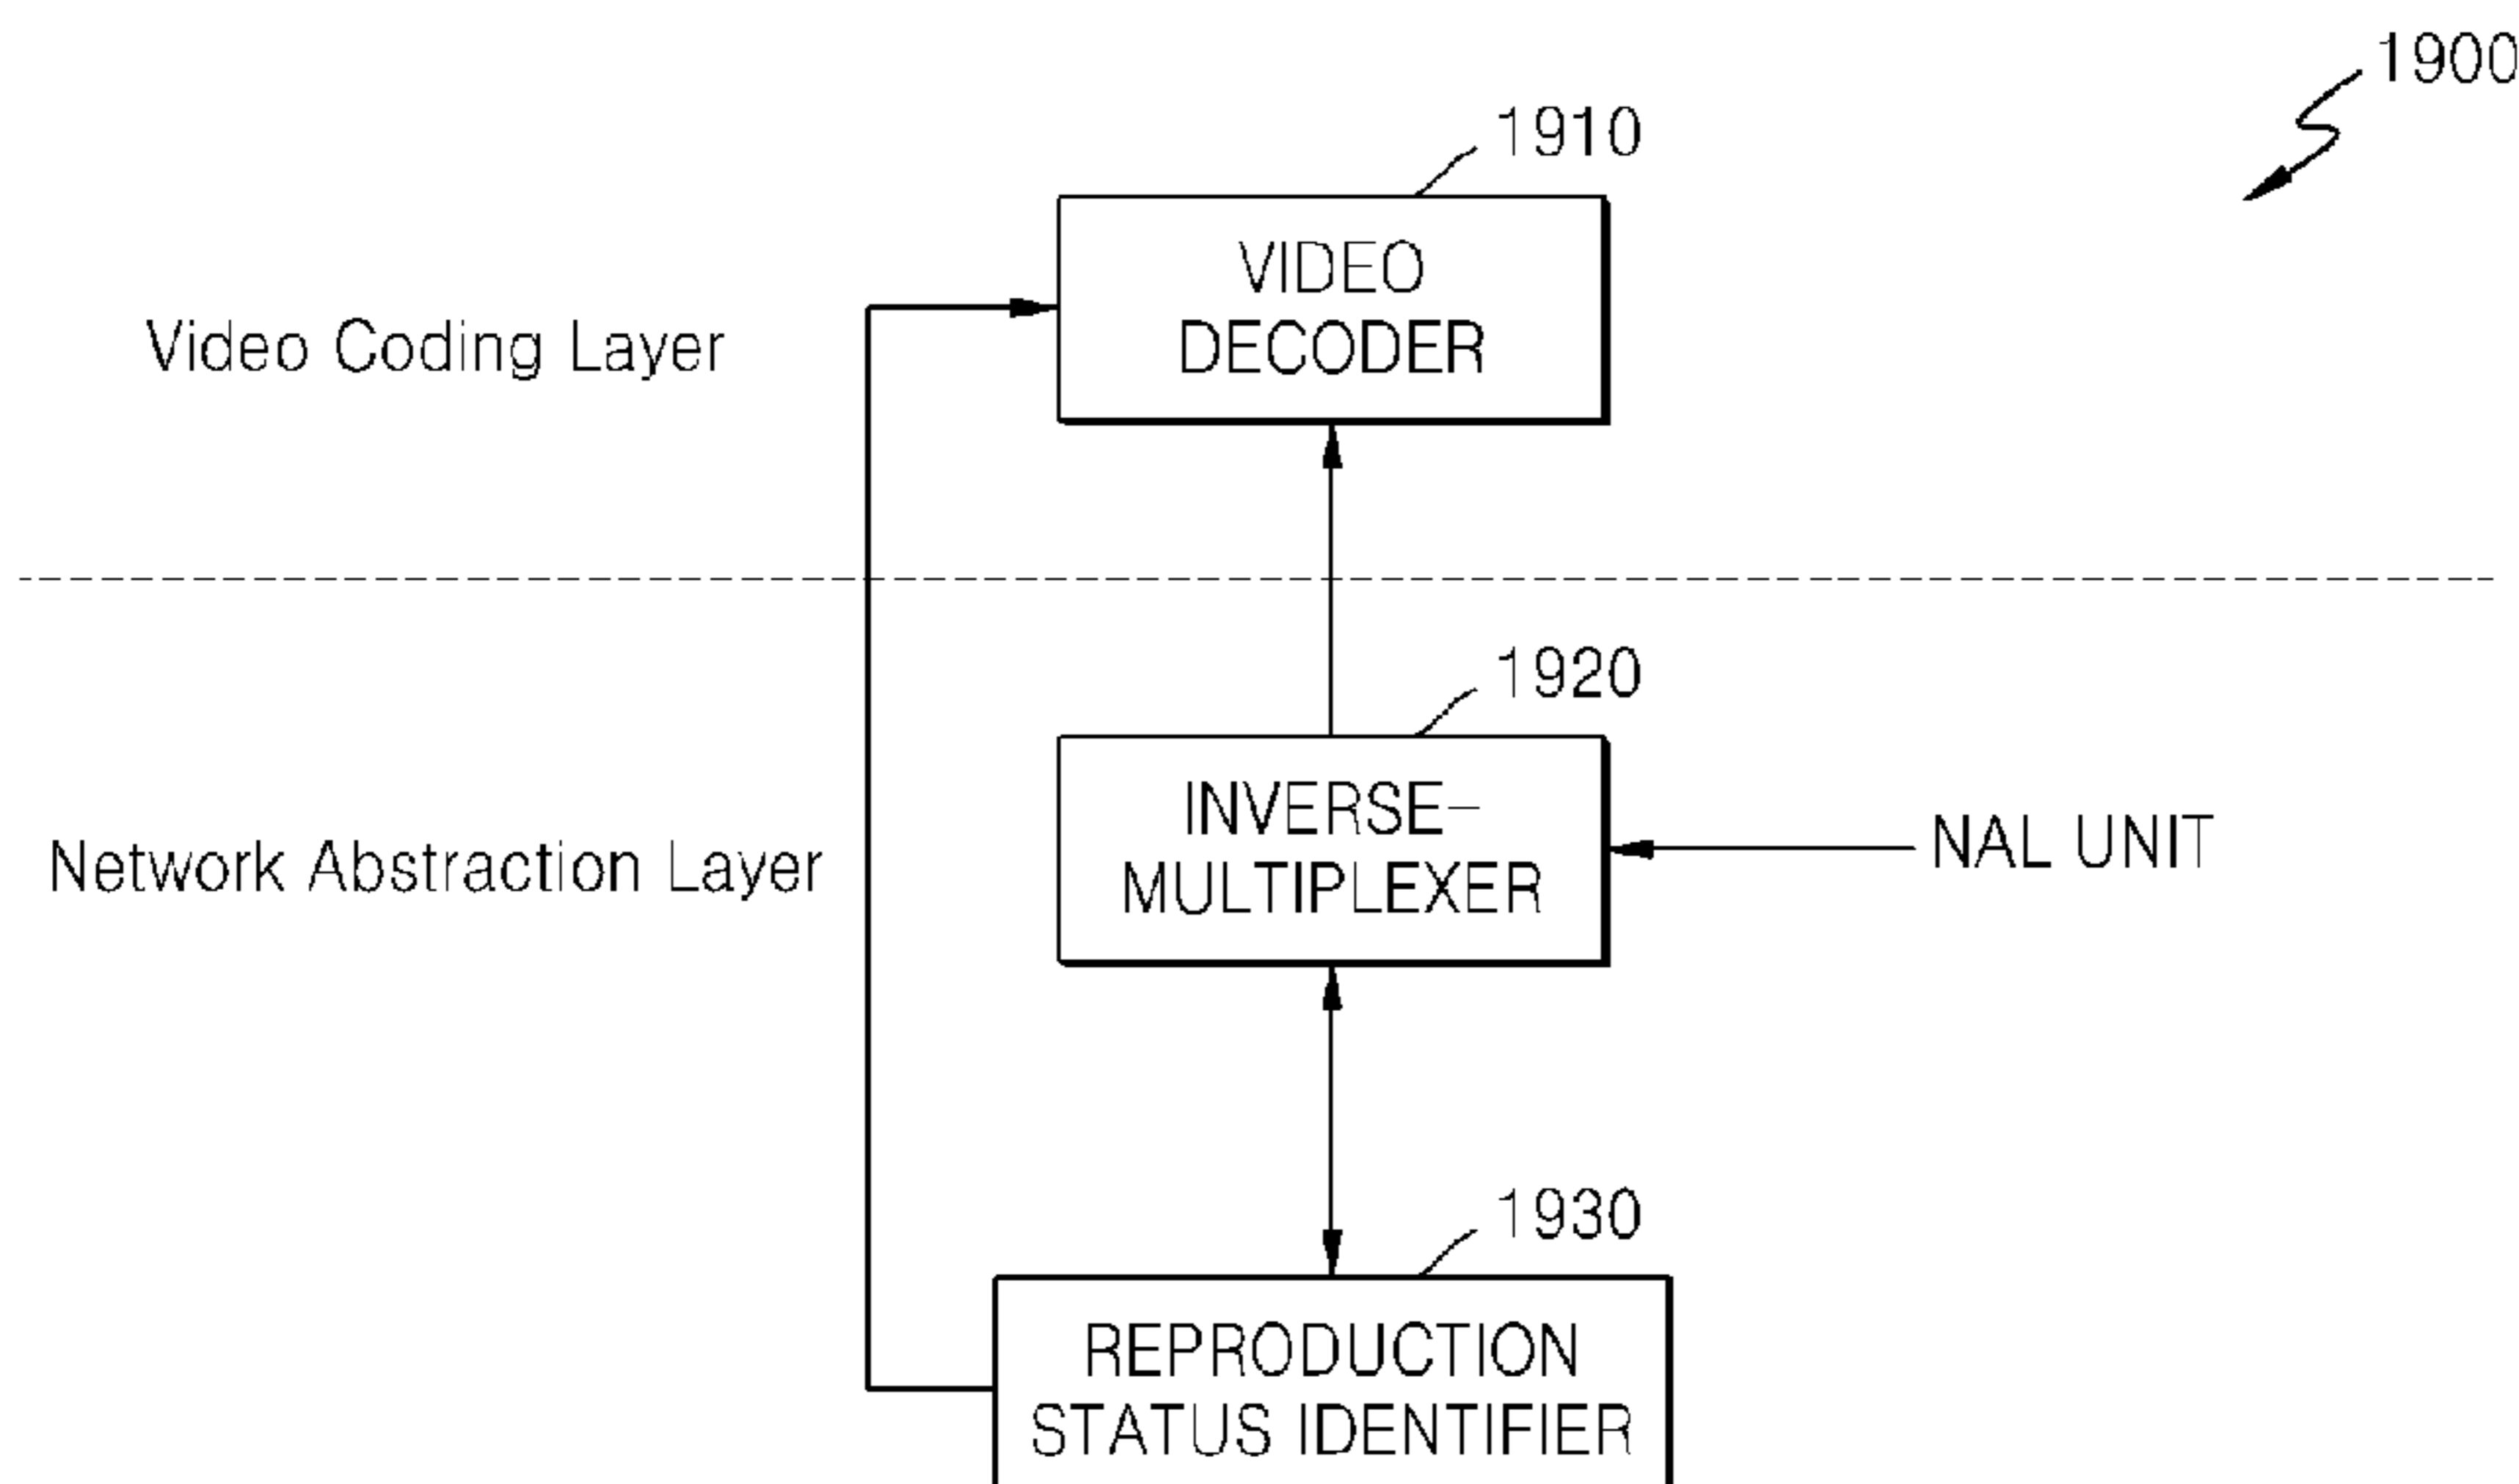 1900
1910
VIDEO
DECODER
Video Coding Layer
1920
INVERSE-
MULTIPLEXER
NAL UNIT
Network Abstraction Layer
1930
REPRODUCTION
STATUS IDENTIFIER